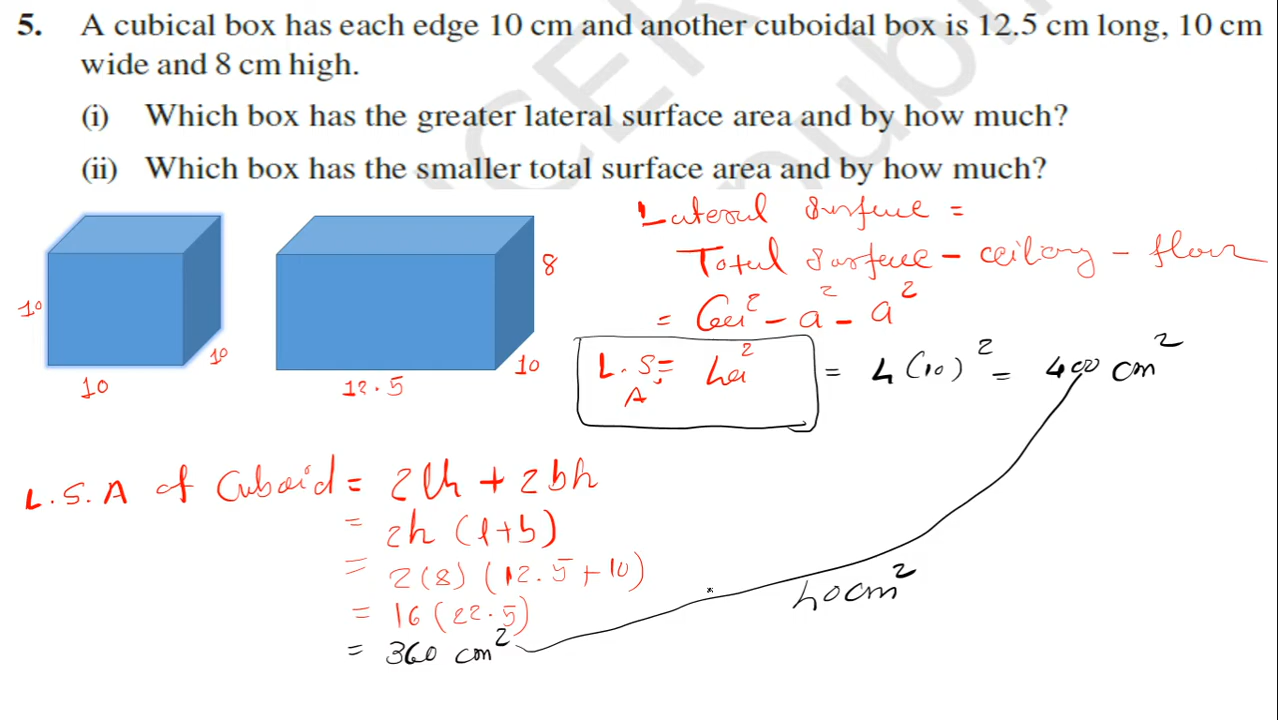 5. A cubical box has each edge 10 cm and another cuboidal box is 12.5 cm long, 10 cm
wide and 8 cm high.
(i) Which box has the greater lateral surface area and by how much?
(ii) Which box has the smaller total surface area and by how much?
Lateral Surface =
Total Surface - ceiling - floor
= 6a² - a² - a²
L.S.A = 4a² = 4(10)² = 400 cm²
10
10
10
8
10
12.5
L.S.A of Cuboid = 2lh + 2bh
= 2h (l+b)
= 2(8) (12.5+10)
= 16(22.5)
= 360 cm²
40cm²